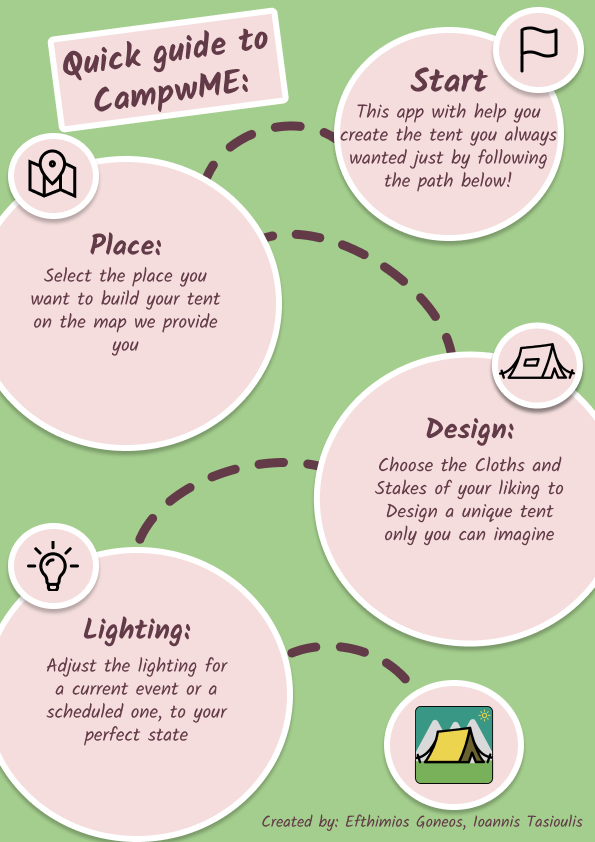 Quick guide to
CampwME:
Start
This app with help you
create the tent you always
wanted just by following
the path below!
Place:
Select the place you
want to build your tent
on the map we provide
you
Design:
Choose the Cloths and
Stakes of your liking to
Design a unique tent
only you can imagine
Lighting:
Adjust the lighting for
a current event or a
scheduled one, to your
perfect state
Created by: Efthimios Goneos, Ioannis Tasioulis